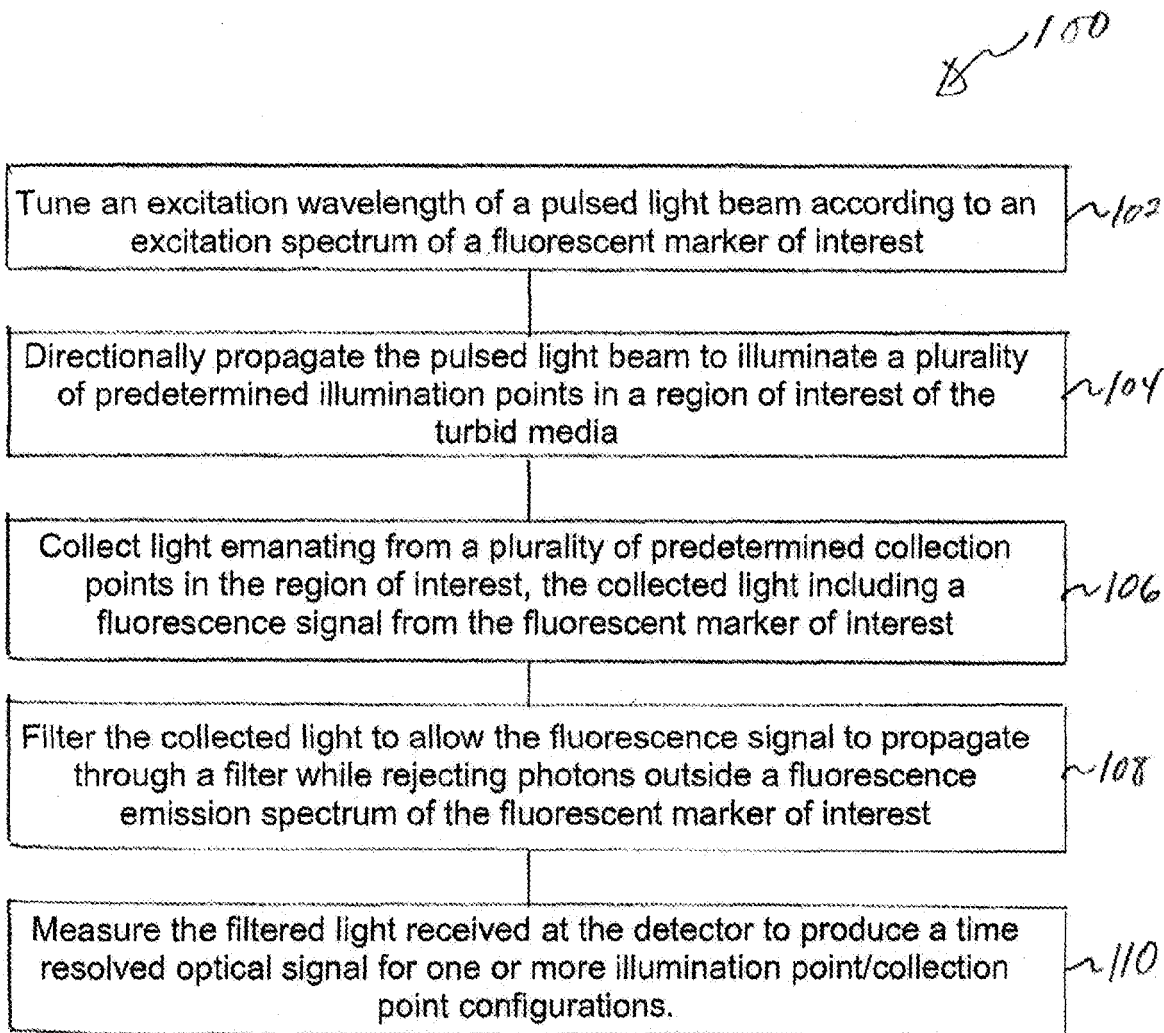 100
Tune an excitation wavelength of a pulsed light beam according to an
excitation spectrum of a fluorescent marker of interest
102
Directionally propagate the pulsed light beam to illuminate a plurality
of predetermined illumination points in a region of interest of the
turbid media
104
Collect light emanating from a plurality of predetermined collection
points in the region of interest, the collected light including a
fluorescence signal from the fluorescent marker of interest
106
Filter the collected light to allow the fluorescence signal to propagate
through a filter while rejecting photons outside a fluorescence
emission spectrum of the fluorescent marker of interest
108
Measure the filtered light received at the detector to produce a time
resolved optical signal for one or more illumination point/collection
point configurations.
110